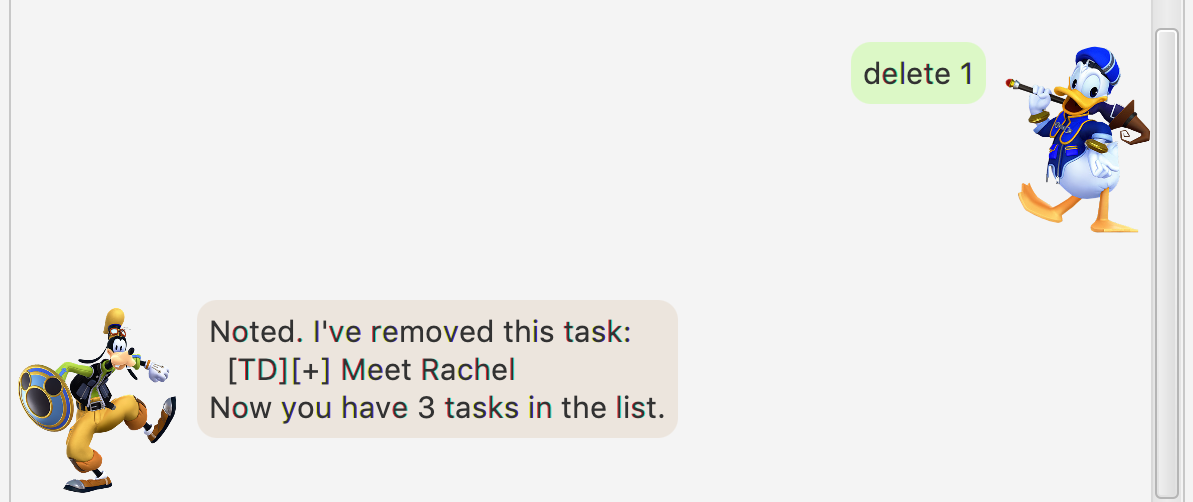 delete 1
Noted. I've removed this task:
[TD][+] Meet Rachel
Now you have 3 tasks in the list.